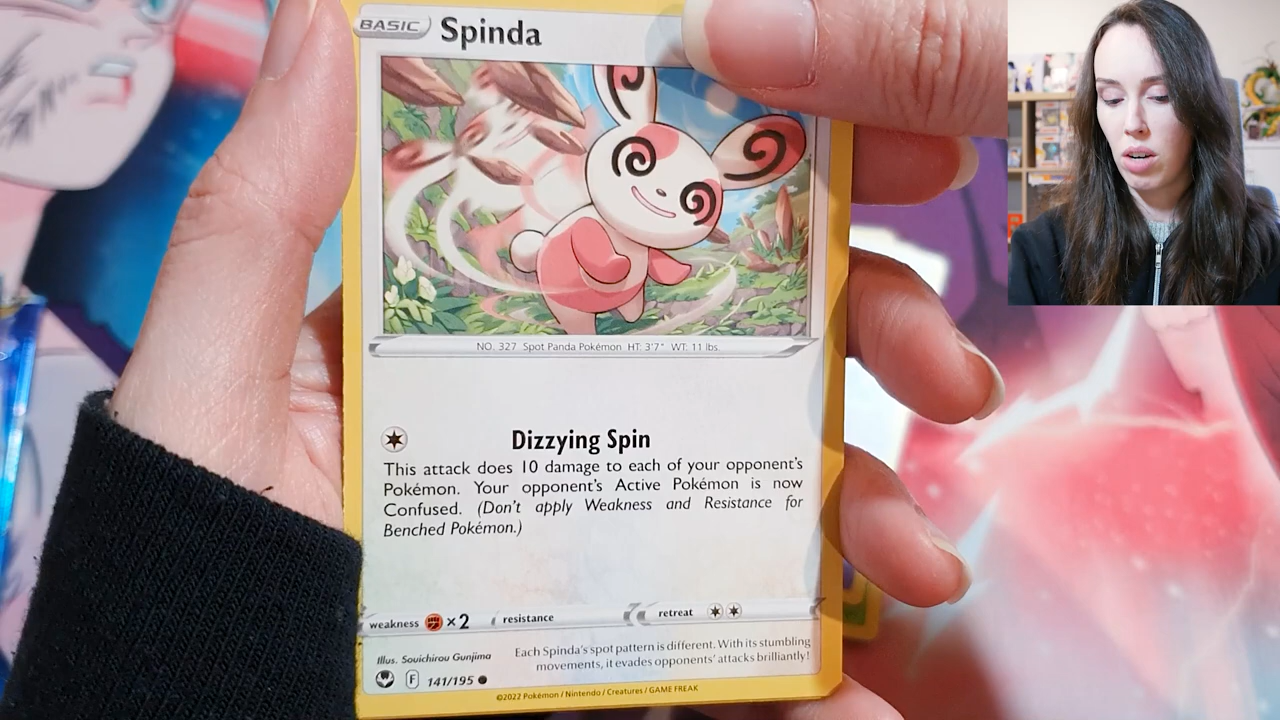 BASIC Spinda
NO. 327 Spot Panda Pokémon HT: 3'7" WT: 11 lbs.
Dizzying Spin
This attack does 10 damage to each of your opponent's
Pokémon. Your opponent's Active Pokémon is now
Confused. (Don't apply Weakness and Resistance for
Benched Pokémon.)
weakness ×2 resistance retreat
Illus. Souichirou Gunjima
Each Spinda's spot pattern is different. With its stumbling
movements, it evades opponents' attacks brilliantly!
F 141/195
©2022 Pokémon / Nintendo / Creatures / GAME FREAK